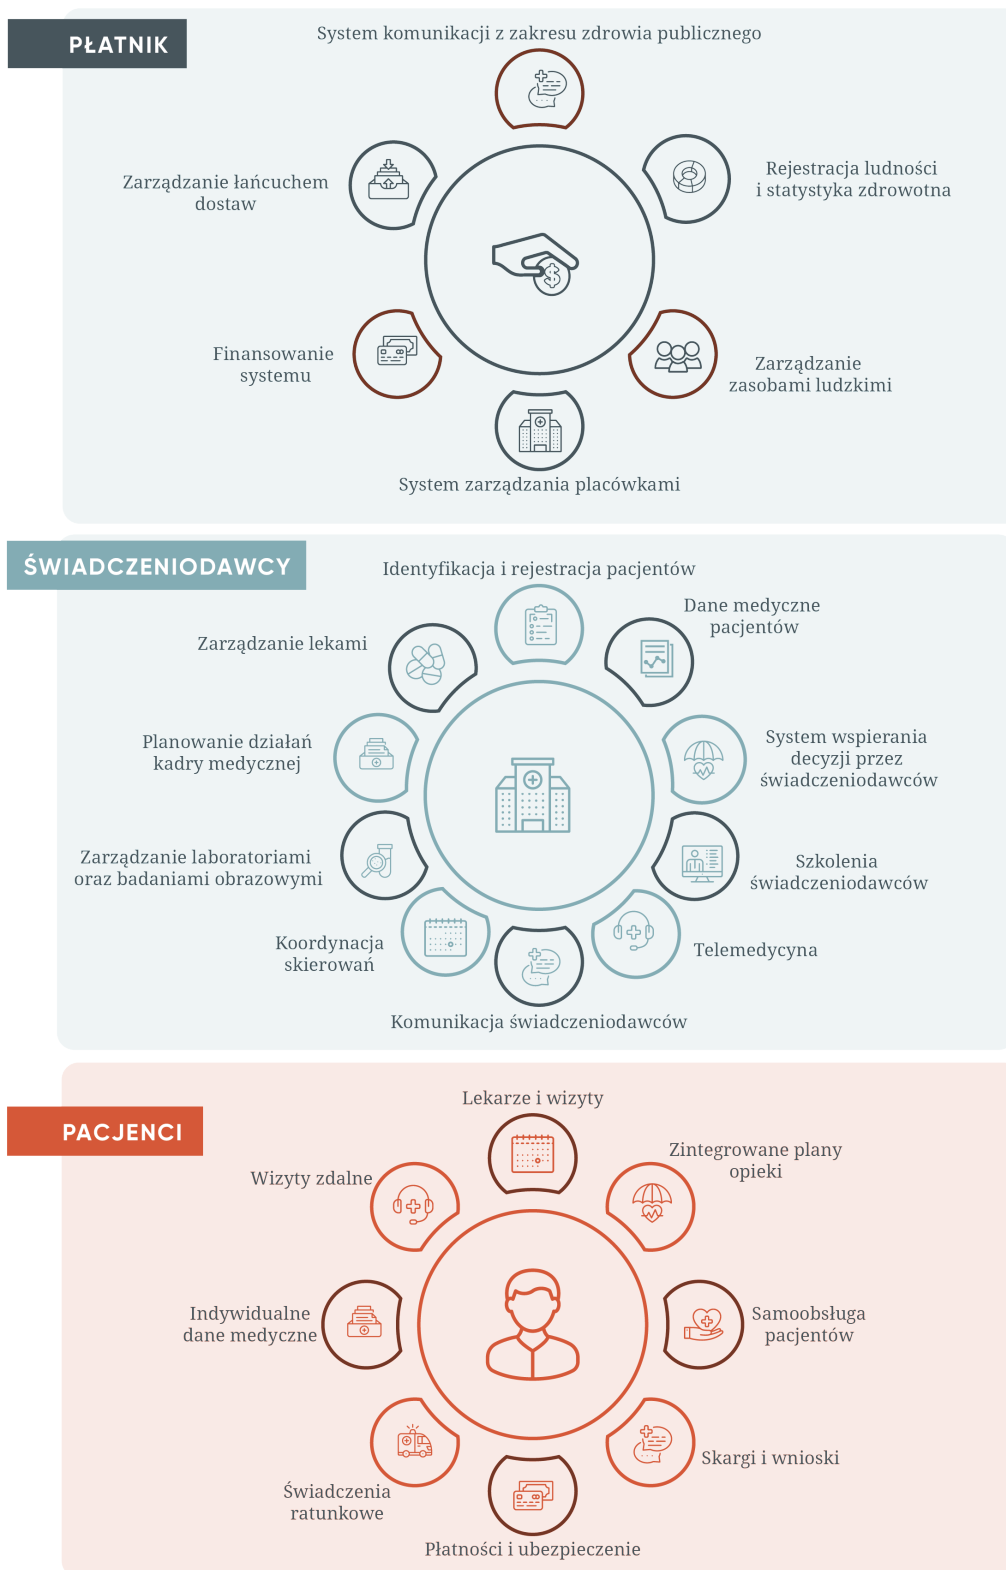 PŁATNIK
System komunikacji z zakresu zdrowia publicznego
Zarządzanie łańcuchem
dostaw
Rejestracja ludności
i statystyka zdrowotna
Finansowanie
systemu
Zarządzanie
zasobami ludzkimi
System zarządzania placówkami
ŚWIADCZENIODAWCY
Identyfikacja i rejestracja pacjentów
Zarządzanie lekami
Dane medyczne
pacjentów
Planowanie działań
kadry medycznej
System wspierania
decyzji przez
świadczeniodawców
Zarządzanie laboratoriami
oraz badaniami obrazowymi
Szkolenia
świadczeniodawców
Koordynacja
skierowań
Telemedycyna
Komunikacja świadczeniodawców
PACJENCI
Lekarze i wizyty
Wizyty zdalne
Zintegrowane plany
opieki
Indywidualne
dane medyczne
Samoobsługa
pacjentów
Świadczenia
ratunkowe
Skargi i wnioski
Płatności i ubezpieczenie